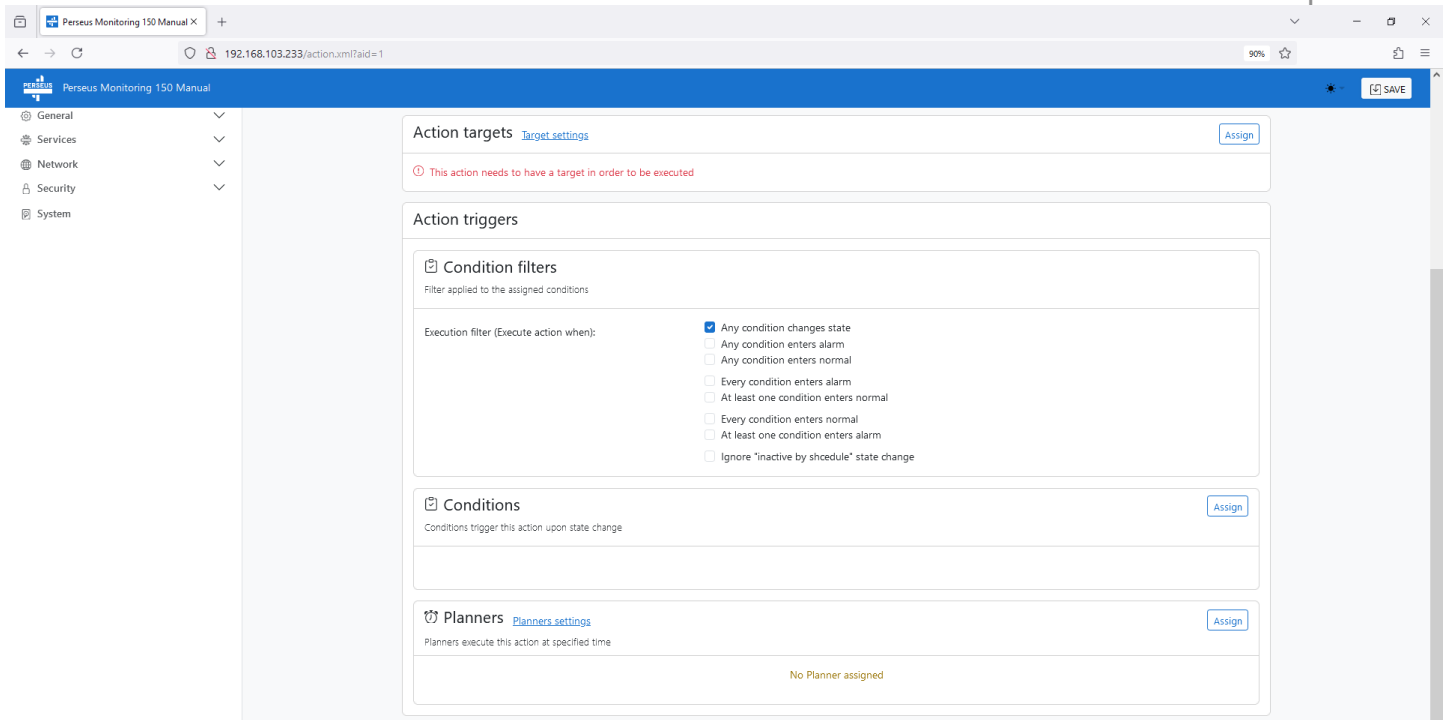 Perseus Monitoring 150 Manual
192.168.103.233/action.xml?aid=1
90%
PERSEUS
Perseus Monitoring 150 Manual
SAVE
General
Services
Network
Security
System
Action targets Target settings Assign
This action needs to have a target in order to be executed
Action triggers
Condition filters
Filter applied to the assigned conditions
Execution filter (Execute action when):
Any condition changes state
Any condition enters alarm
Any condition enters normal
Every condition enters alarm
At least one condition enters normal
Every condition enters normal
At least one condition enters alarm
Ignore "inactive by shcedule" state change
Conditions Assign
Conditions trigger this action upon state change
Planners Planners settings Assign
Planners execute this action at specified time
No Planner assigned